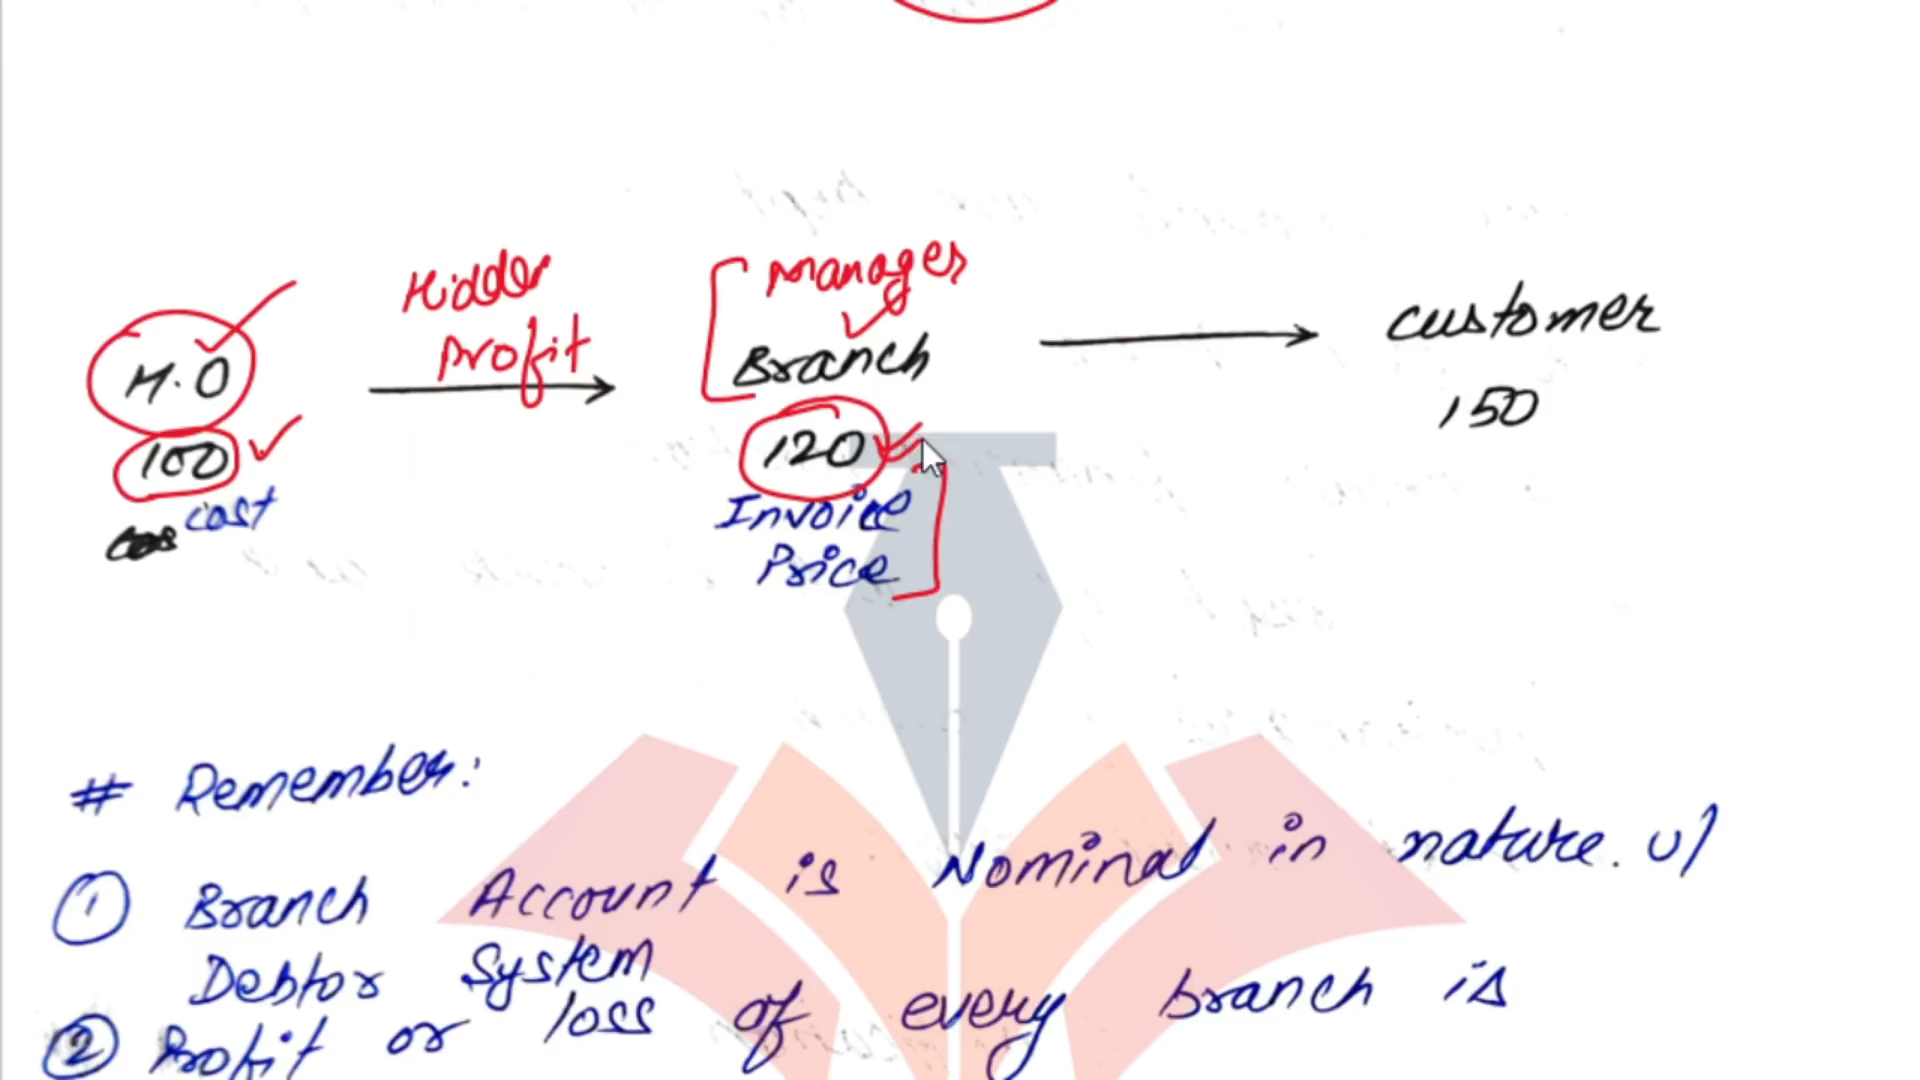 Hidden
Profit
Manager
H.O
Branch
customer
100
120
150
cost
Invoice
Price
# Remember:
① Branch Account is Nominal in nature. u/
Debtor System
② Profit or loss of every branch is